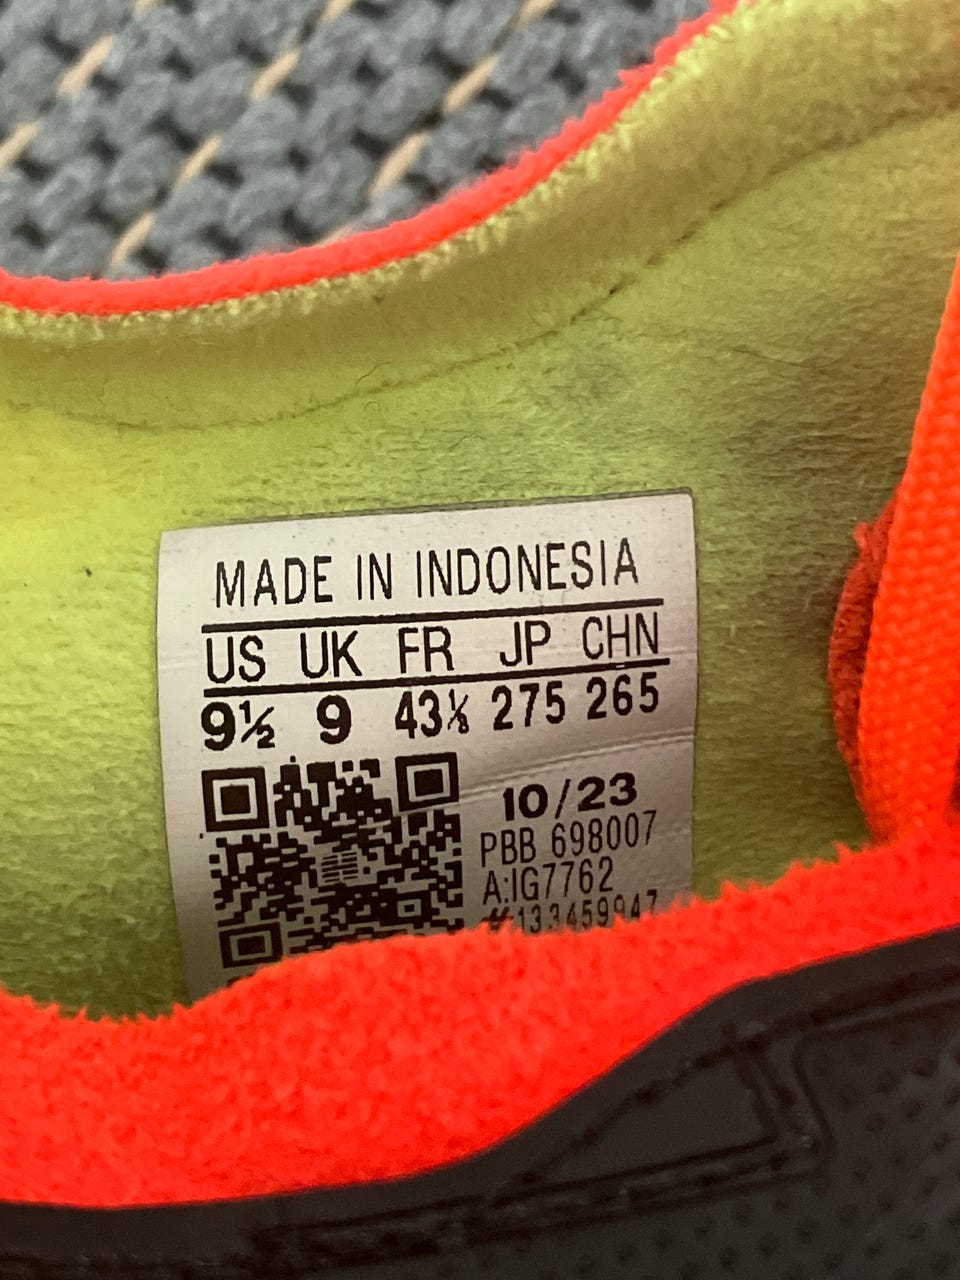 MADE IN INDONESIA
US UK FR JP CHN
9½ 9 43⅓ 275 265
10/23
PBB 698007
A:IG7762
#133459947